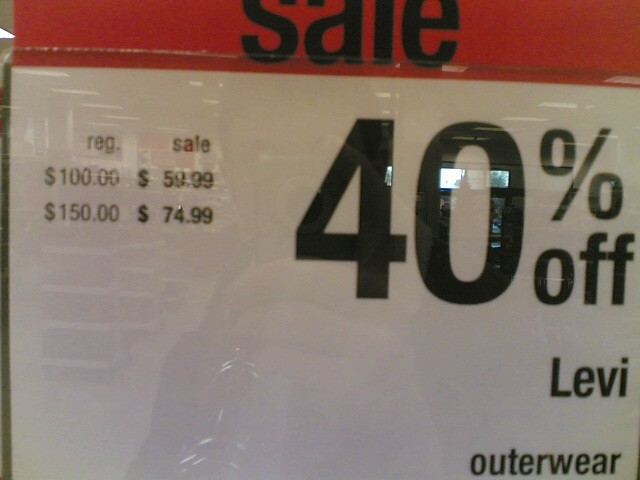 sale
reg. sale
$100.00 $ 59.99
$150.00 $ 74.99
40% off
Levi
outerwear